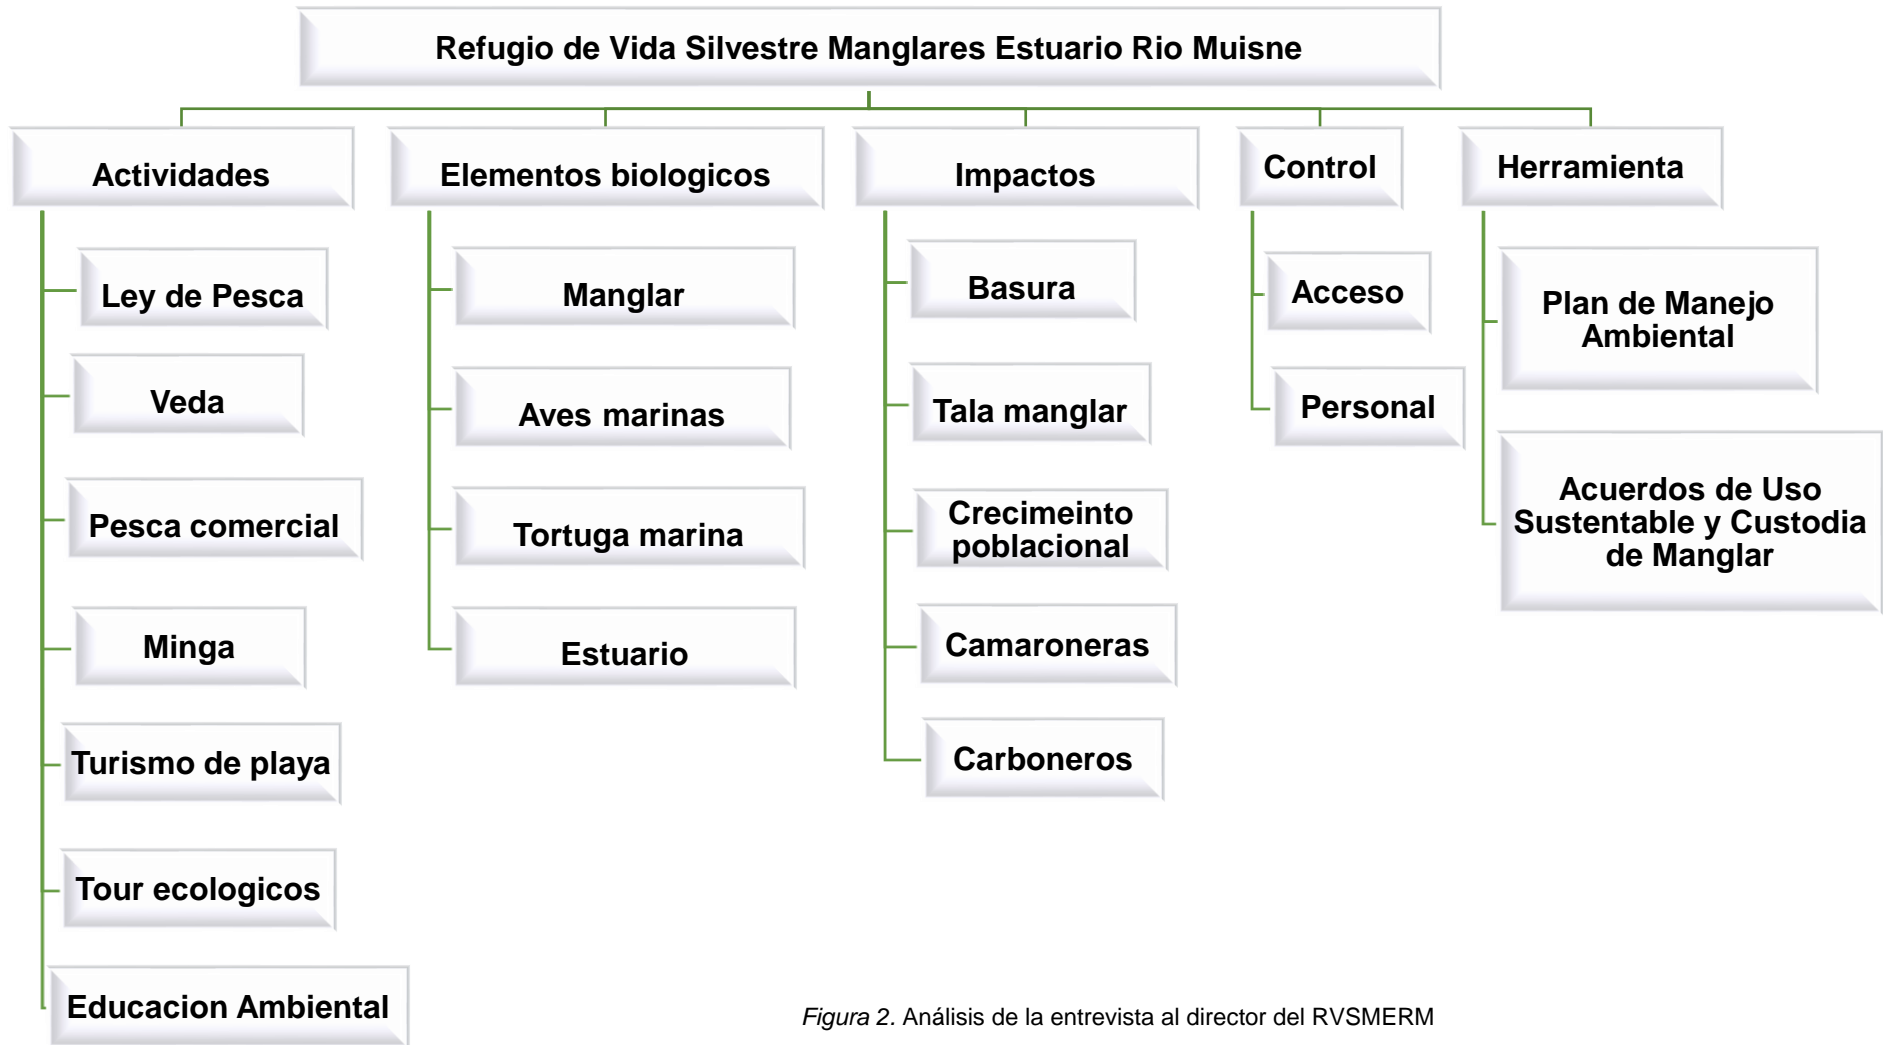 Refugio de Vida Silvestre Manglares Estuario Rio Muisne
Actividades
Ley de Pesca
Veda
Pesca comercial
Minga
Turismo de playa
Tour ecologicos
Educacion Ambiental
Elementos biologicos
Manglar
Aves marinas
Tortuga marina
Estuario
Impactos
Basura
Tala manglar
Crecimeinto
poblacional
Camaroneras
Carboneros
Control
Acceso
Personal
Herramienta
Plan de Manejo
Ambiental
Acuerdos de Uso
Sustentable y Custodia
de Manglar
Figura 2. Análisis de la entrevista al director del RVSMERM